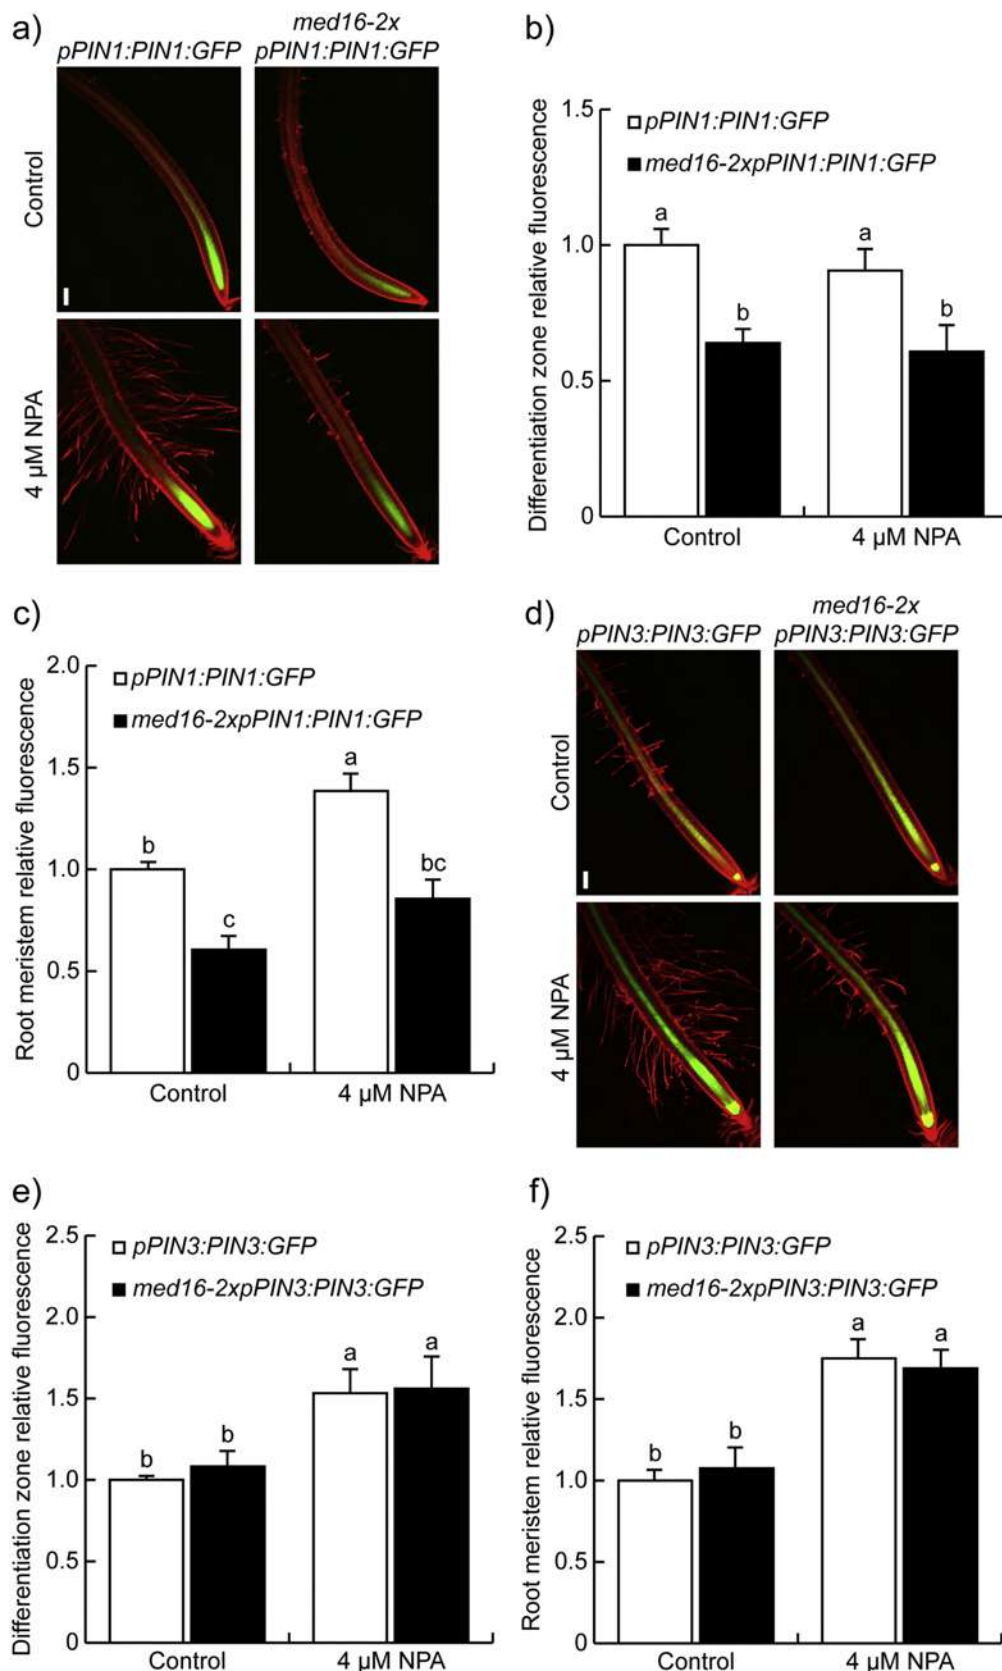 a)
pPIN1:PIN1:GFP
med16-2x
pPIN1:PIN1:GFP
Control
4 µM NPA
b)
Differentiation zone relative fluorescence
1.5
1.0
0.5
0
pPIN1:PIN1:GFP
med16-2xpPIN1:PIN1:GFP
a
b
a
b
Control
4 µM NPA
c)
Root meristem relative fluorescence
2.0
1.5
1.0
0.5
0
pPIN1:PIN1:GFP
med16-2xpPIN1:PIN1:GFP
b
c
a
bc
Control
4 µM NPA
d)
pPIN3:PIN3:GFP
med16-2x
pPIN3:PIN3:GFP
Control
4 µM NPA
e)
Differentiation zone relative fluorescence
2.5
2.0
1.5
1.0
0.5
0
pPIN3:PIN3:GFP
med16-2xpPIN3:PIN3:GFP
b
b
a
a
Control
4 µM NPA
f)
Root meristem relative fluorescence
2.5
2.0
1.5
1.0
0.5
0
pPIN3:PIN3:GFP
med16-2xpPIN3:PIN3:GFP
b
b
a
a
Control
4 µM NPA